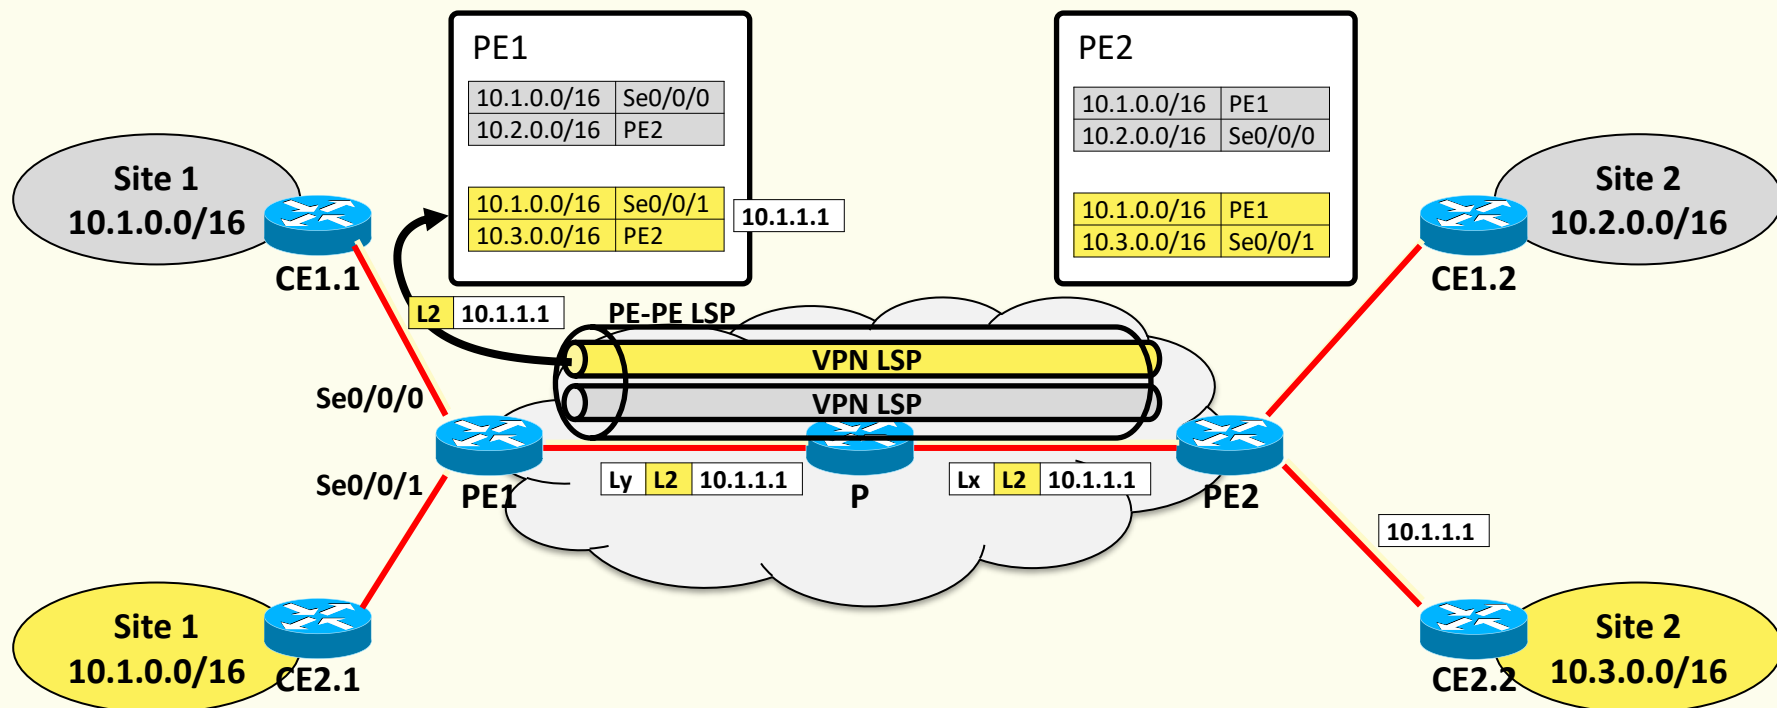 PE1
10.1.0.0/16 Se0/0/0
10.2.0.0/16 PE2
10.1.0.0/16 Se0/0/1
10.3.0.0/16 PE2
10.1.1.1
PE2
10.1.0.0/16 PE1
10.2.0.0/16 Se0/0/0
10.1.0.0/16 PE1
10.3.0.0/16 Se0/0/1
Site 1
10.1.0.0/16
CE1.1
Site 2
10.2.0.0/16
CE1.2
L2 10.1.1.1
PE-PE LSP
VPN LSP
VPN LSP
Se0/0/0
Se0/0/1
PE1
Ly L2 10.1.1.1
P
Lx L2 10.1.1.1
PE2
10.1.1.1
Site 1
10.1.0.0/16
CE2.1
Site 2
10.3.0.0/16
CE2.2